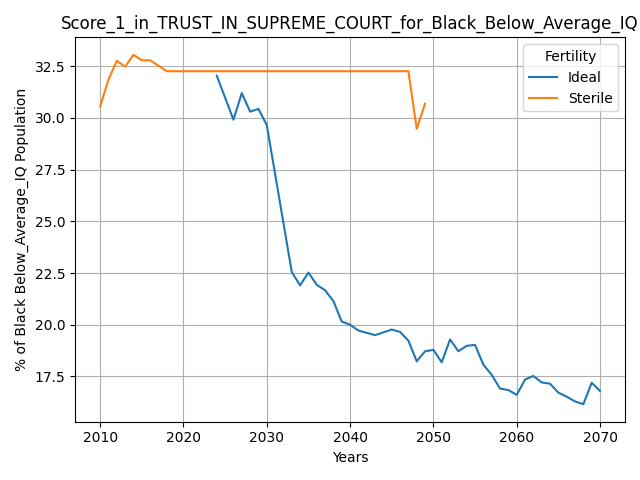 Score_1_in_TRUST_IN_SUPREME_COURT_for_Black_Below_Average_IQ
% of Black Below_Average_IQ Population
32.5
30.0
27.5
25.0
22.5
20.0
17.5
Fertility
Ideal
Sterile
2010
2020
2030
2040
2050
2060
2070
Years